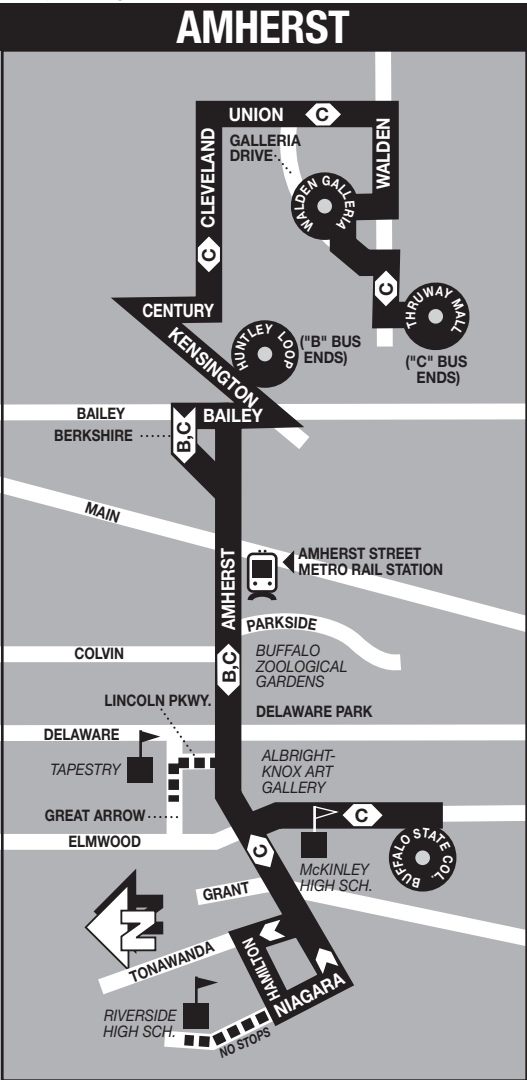 AMHERST
UNION
C
GALLERIA
DRIVE
CLEVELAND
WALDEN
WALDEN GALLERIA
C
C
THRUWAY MALL
CENTURY
KENSINGTON
HUNTLEY LOOP
("B" BUS
ENDS)
("C" BUS
ENDS)
BAILEY
BAILEY
BERKSHIRE
B,C
MAIN
AMHERST
AMHERST STREET
METRO RAIL STATION
PARKSIDE
COLVIN
B,C
BUFFALO
ZOOLOGICAL
GARDENS
LINCOLN PKWY.
DELAWARE PARK
DELAWARE
TAPESTRY
ALBRIGHT-
KNOX ART
GALLERY
GREAT ARROW
C
ELMWOOD
C
BUFFALO STATE COL.
McKINLEY
HIGH SCH.
GRANT
N
TONAWANDA
HAMILTON
NIAGARA
RIVERSIDE
HIGH SCH.
NO STOPS